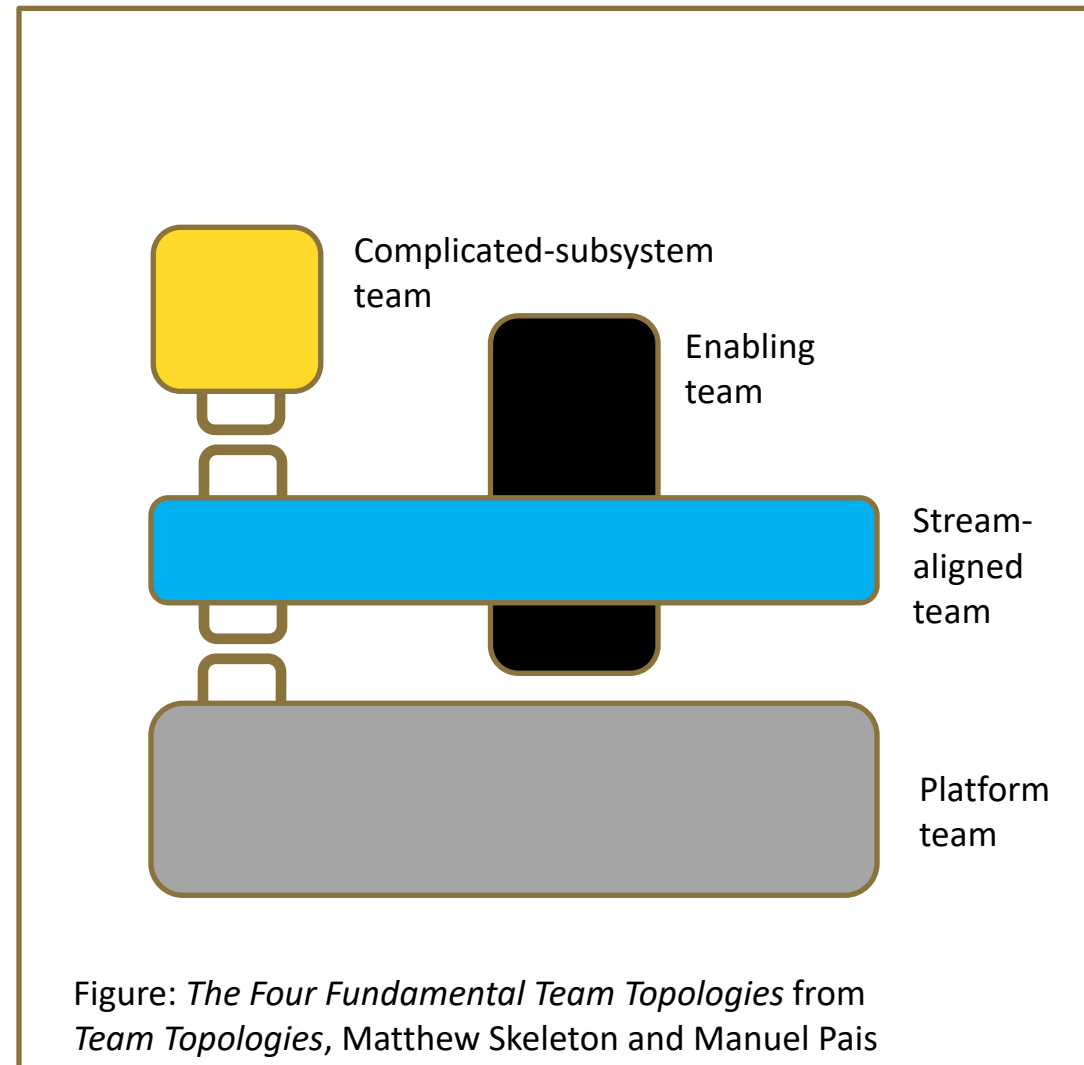 Complicated-subsystem
team
Enabling
team
Stream-
aligned
team
Platform
team
Figure: The Four Fundamental Team Topologies from
Team Topologies, Matthew Skeleton and Manuel Pais